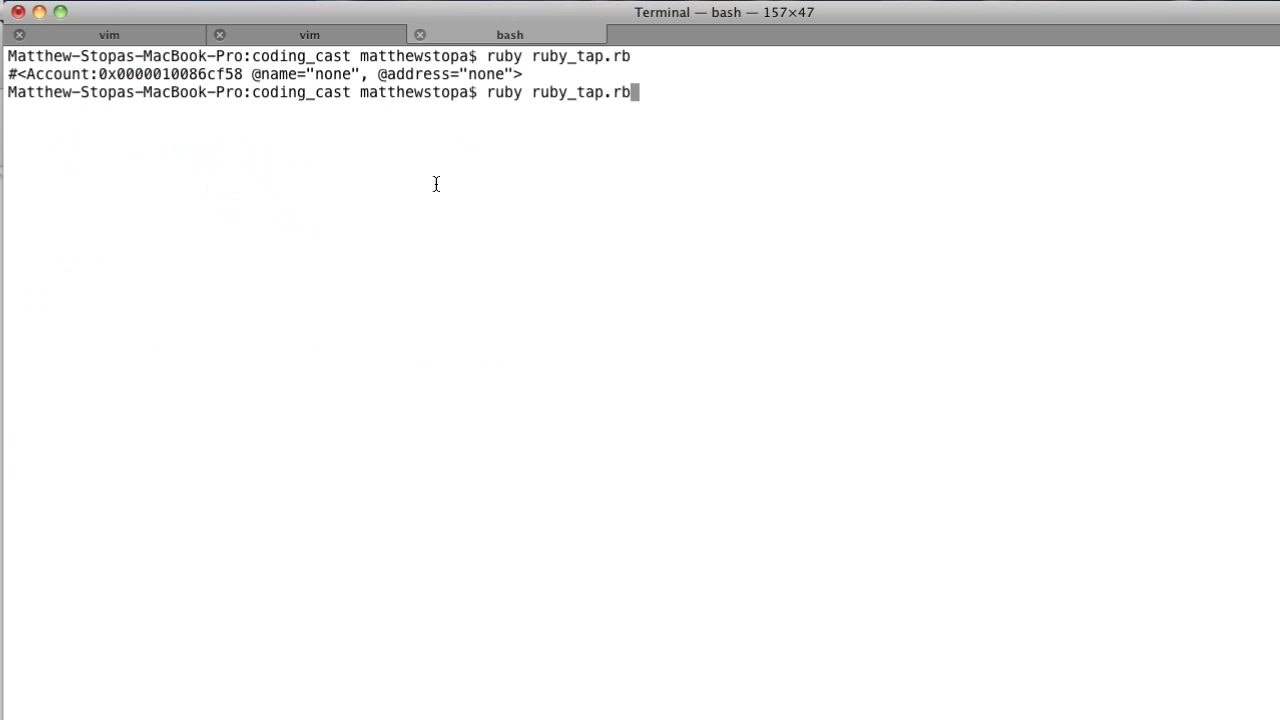 Terminal — bash — 157×47
vim
vim
bash
Matthew-Stopas-MacBook-Pro:coding_cast matthewstopa$ ruby ruby_tap.rb
#<Account:0x0000010086cf58 @name="none", @address="none">
Matthew-Stopas-MacBook-Pro:coding_cast matthewstopa$ ruby ruby_tap.rb